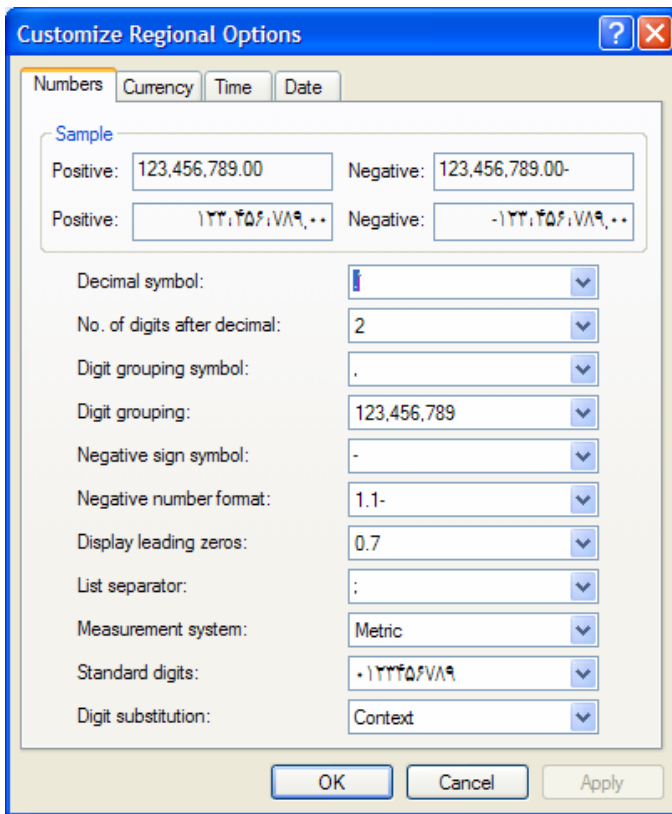 Customize Regional Options
Numbers Currency Time Date
Sample
Positive: 123,456,789.00 Negative: 123,456,789.00-
Positive: ۱۲۳،۴۵۶،۷۸۹,۰۰ Negative: -۱۲۳،۴۵۶،۷۸۹,۰۰
Decimal symbol: .
No. of digits after decimal: 2
Digit grouping symbol: ,
Digit grouping: 123,456,789
Negative sign symbol: -
Negative number format: 1.1-
Display leading zeros: 0.7
List separator: ;
Measurement system: Metric
Standard digits: ۰۱۲۳۴۵۶۷۸۹
Digit substitution: Context
OK Cancel Apply